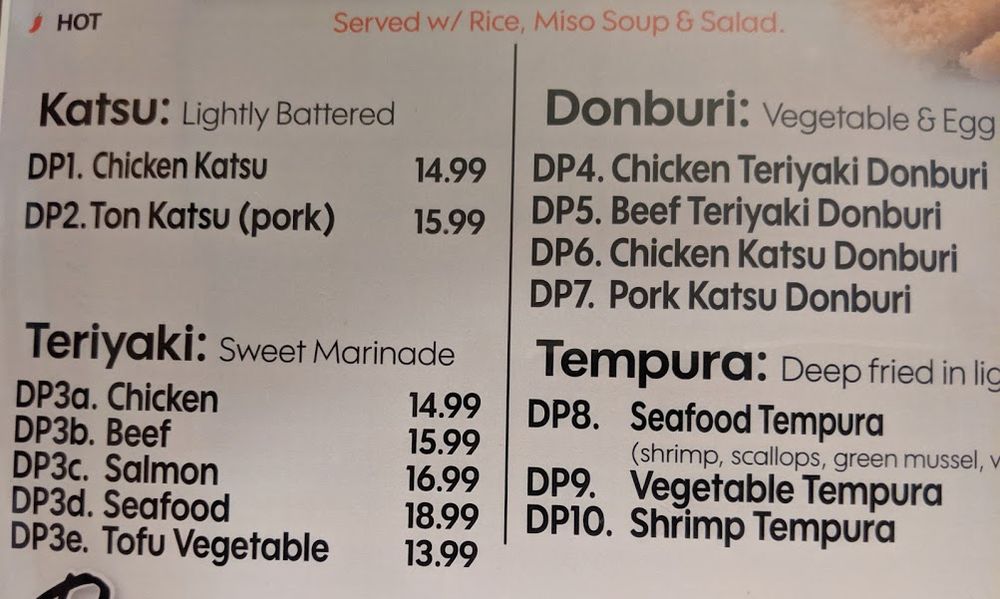 HOT
Served w/ Rice, Miso Soup & Salad.
Katsu: Lightly Battered
DP1. Chicken Katsu 14.99
DP2. Ton Katsu (pork) 15.99
Teriyaki: Sweet Marinade
DP3a. Chicken 14.99
DP3b. Beef 15.99
DP3c. Salmon 16.99
DP3d. Seafood 18.99
DP3e. Tofu Vegetable 13.99
Donburi: Vegetable & Egg
DP4. Chicken Teriyaki Donburi
DP5. Beef Teriyaki Donburi
DP6. Chicken Katsu Donburi
DP7. Pork Katsu Donburi
Tempura: Deep fried in
DP8. Seafood Tempura
(shrimp, scallops, green mussel,
DP9. Vegetable Tempura
DP10. Shrimp Tempura